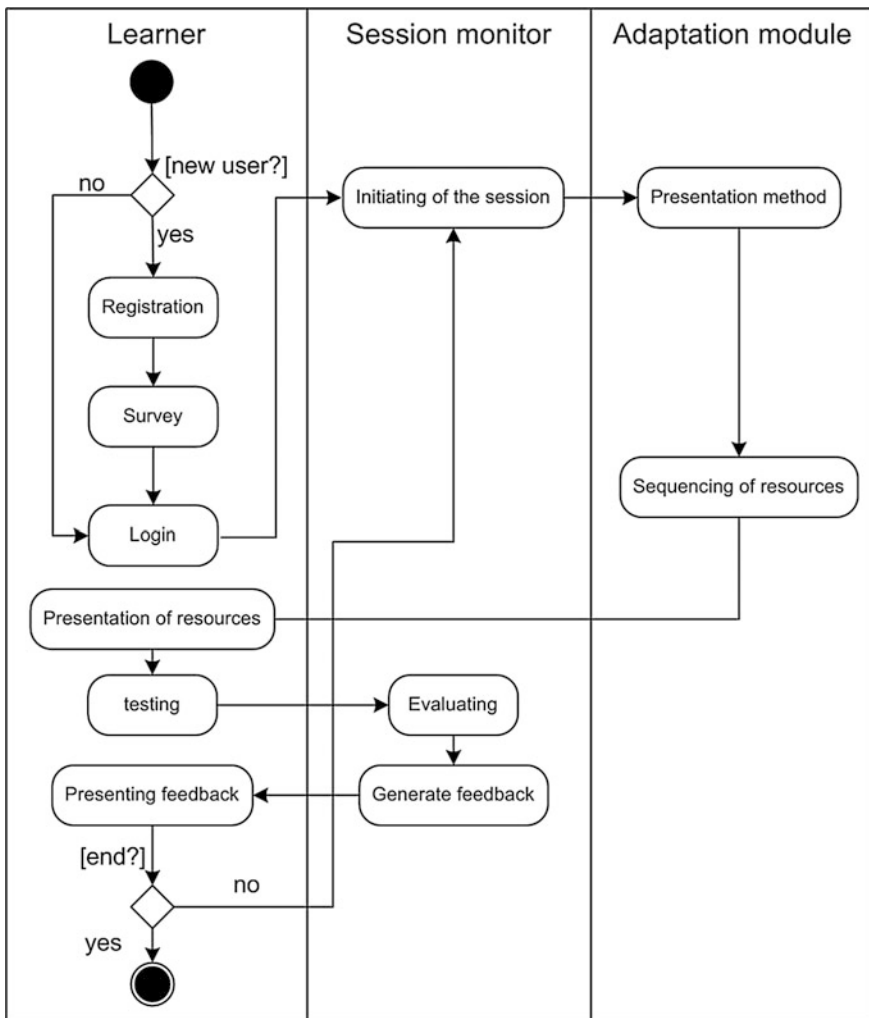 Learner
Session monitor
Adaptation module
[new user?]
no
yes
Initiating of the session
Presentation method
Registration
Survey
Sequencing of resources
Login
Presentation of resources
testing
Evaluating
Presenting feedback
Generate feedback
[end?]
no
yes